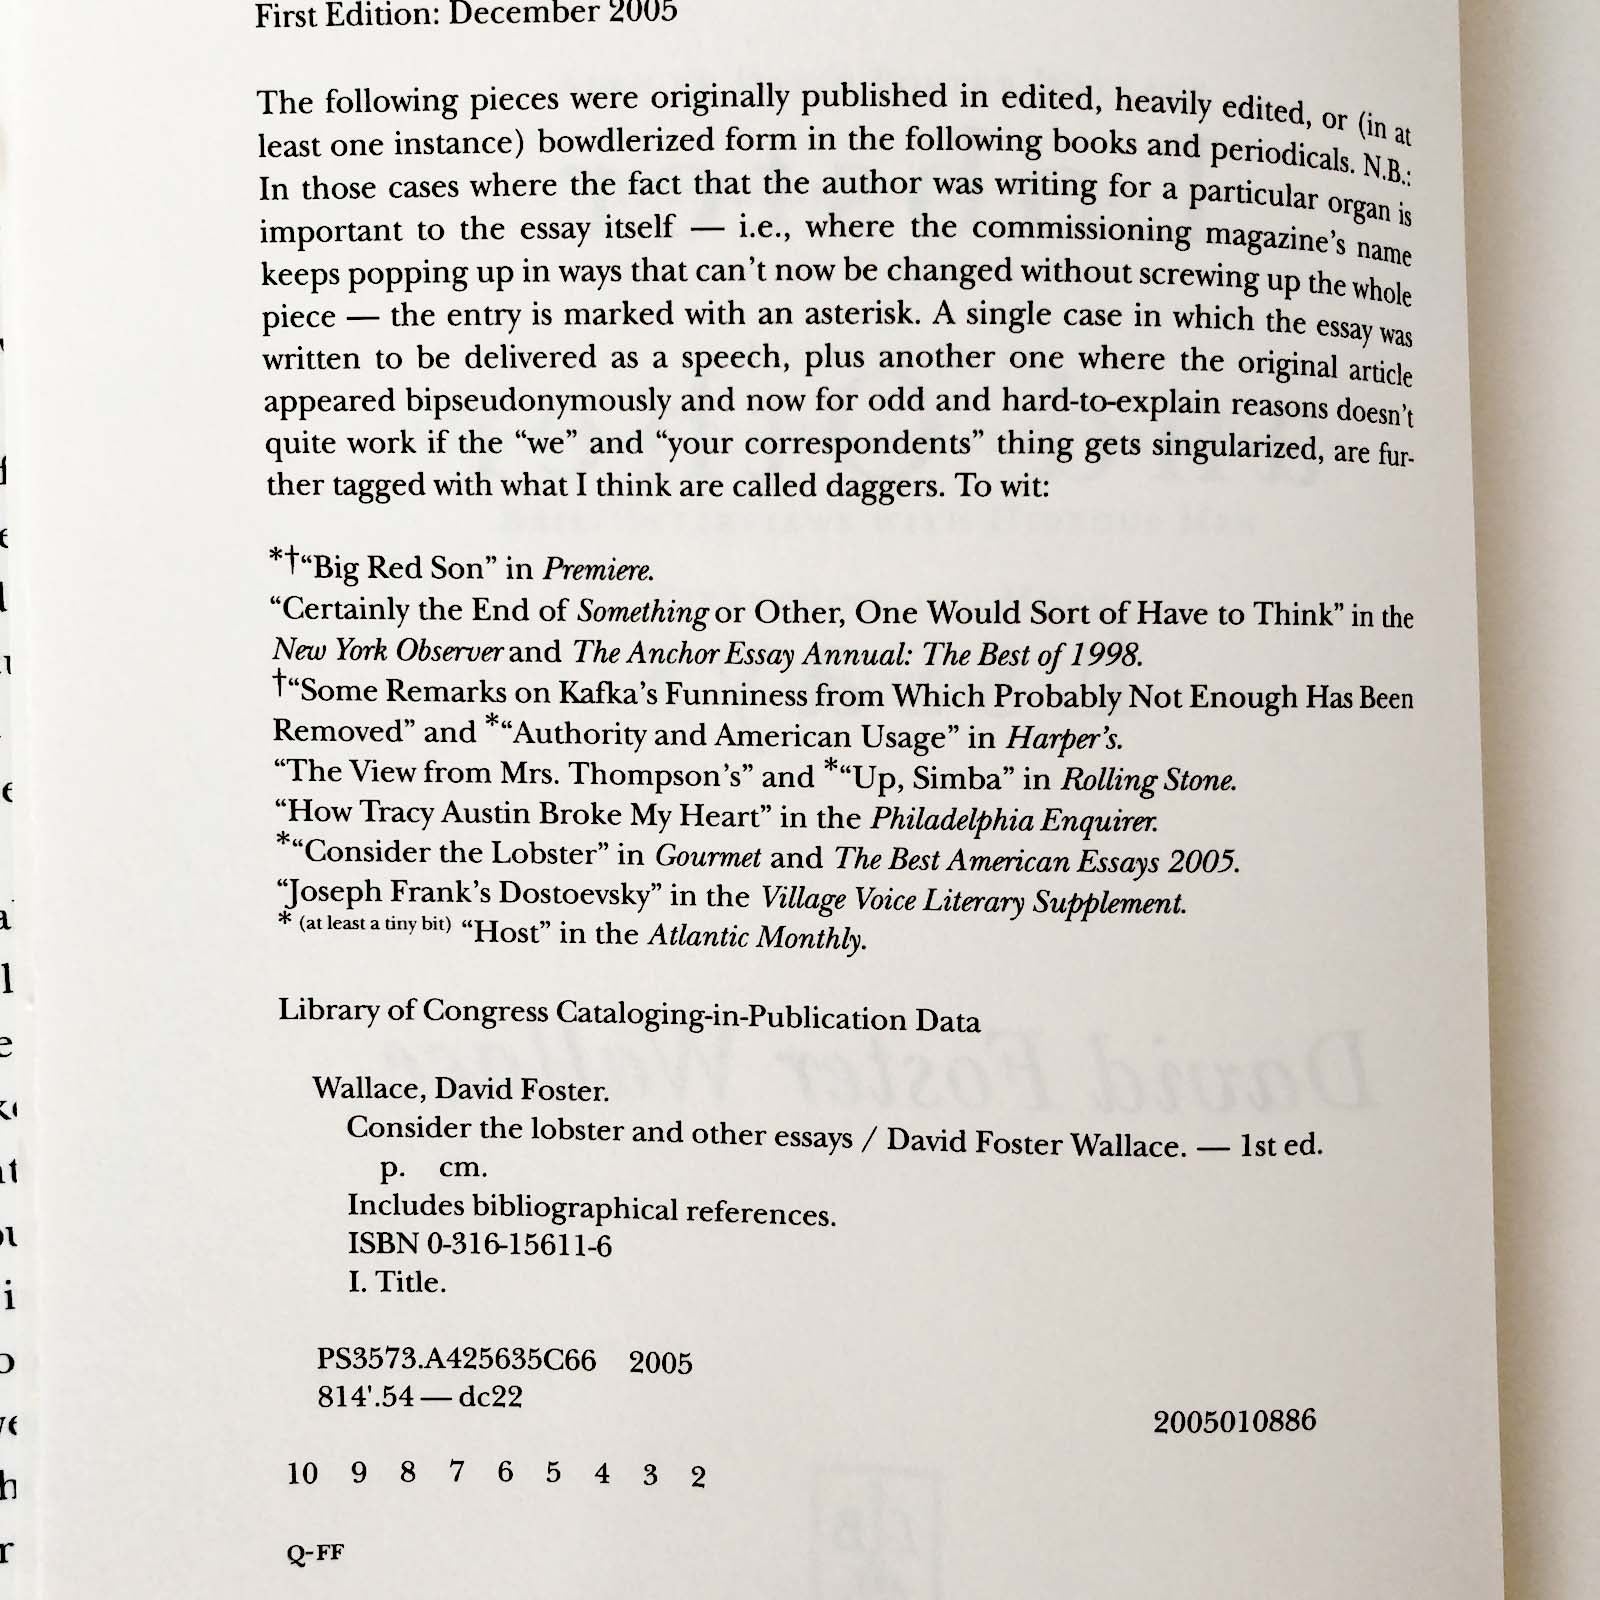 First Edition: December 2005
The following pieces were originally published in edited, heavily edited, or (in at
least one instance) bowdlerized form in the following books and periodicals. N.B.:
In those cases where the fact that the author was writing for a particular organ is
important to the essay itself — i.e., where the commissioning magazine’s name
keeps popping up in ways that can’t now be changed without screwing up the whole
piece — the entry is marked with an asterisk. A single case in which the essay was
written to be delivered as a speech, plus another one where the original article
appeared bipseudonymously and now for odd and hard-to-explain reasons doesn’t
quite work if the “we” and “your correspondents” thing gets singularized, are fur-
ther tagged with what I think are called daggers. To wit:
*†“Big Red Son” in Premiere.
“Certainly the End of Something or Other, One Would Sort of Have to Think” in the
New York Observer and The Anchor Essay Annual: The Best of 1998.
†“Some Remarks on Kafka’s Funniness from Which Probably Not Enough Has Been
Removed” and *“Authority and American Usage” in Harper’s.
“The View from Mrs. Thompson’s” and *“Up, Simba” in Rolling Stone.
“How Tracy Austin Broke My Heart” in the Philadelphia Enquirer.
*“Consider the Lobster” in Gourmet and The Best American Essays 2005.
“Joseph Frank’s Dostoevsky” in the Village Voice Literary Supplement.
* (at least a tiny bit) “Host” in the Atlantic Monthly.
Library of Congress Cataloging-in-Publication Data
Wallace, David Foster.
Consider the lobster and other essays / David Foster Wallace. — 1st ed.
p. cm.
Includes bibliographical references.
ISBN 0-316-15611-6
I. Title.
PS3573.A425635C66 2005
814'.54 — dc22
2005010886
10 9 8 7 6 5 4 3 2
Q-FF